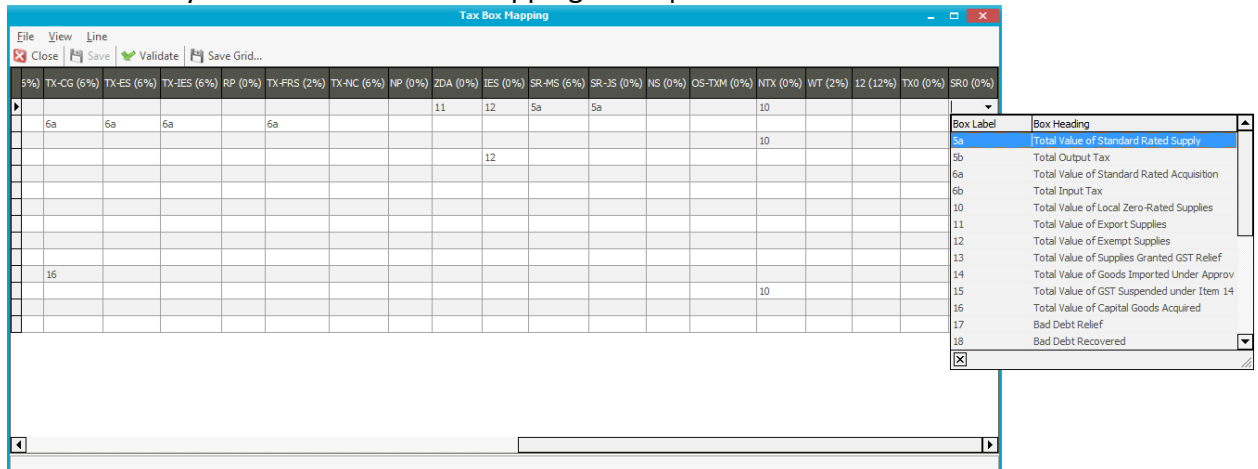 Tax Box Mapping
File View Line
Close Save Validate Save Grid...
5%) TX-CG (6%) TX-ES (6%) TX-IES (6%) RP (0%) TX-FRS (2%) TX-NC (6%) NP (0%) ZDA (0%) IES (0%) SR-MS (6%) SR-JS (0%) NS (0%) OS-TXM (0%) NTX (0%) WT (2%) 12 (12%) TX0 (0%) SR0 (0%)
11 12 5a 5a 10
6a 6a 6a 6a
10
12
16
10
Box Label Box Heading
5a Total Value of Standard Rated Supply
5b Total Output Tax
6a Total Value of Standard Rated Acquisition
6b Total Input Tax
10 Total Value of Local Zero-Rated Supplies
11 Total Value of Export Supplies
12 Total Value of Exempt Supplies
13 Total Value of Supplies Granted GST Relief
14 Total Value of Goods Imported Under Approv
15 Total Value of GST Suspended under Item 14
16 Total Value of Capital Goods Acquired
17 Bad Debt Relief
18 Bad Debt Recovered